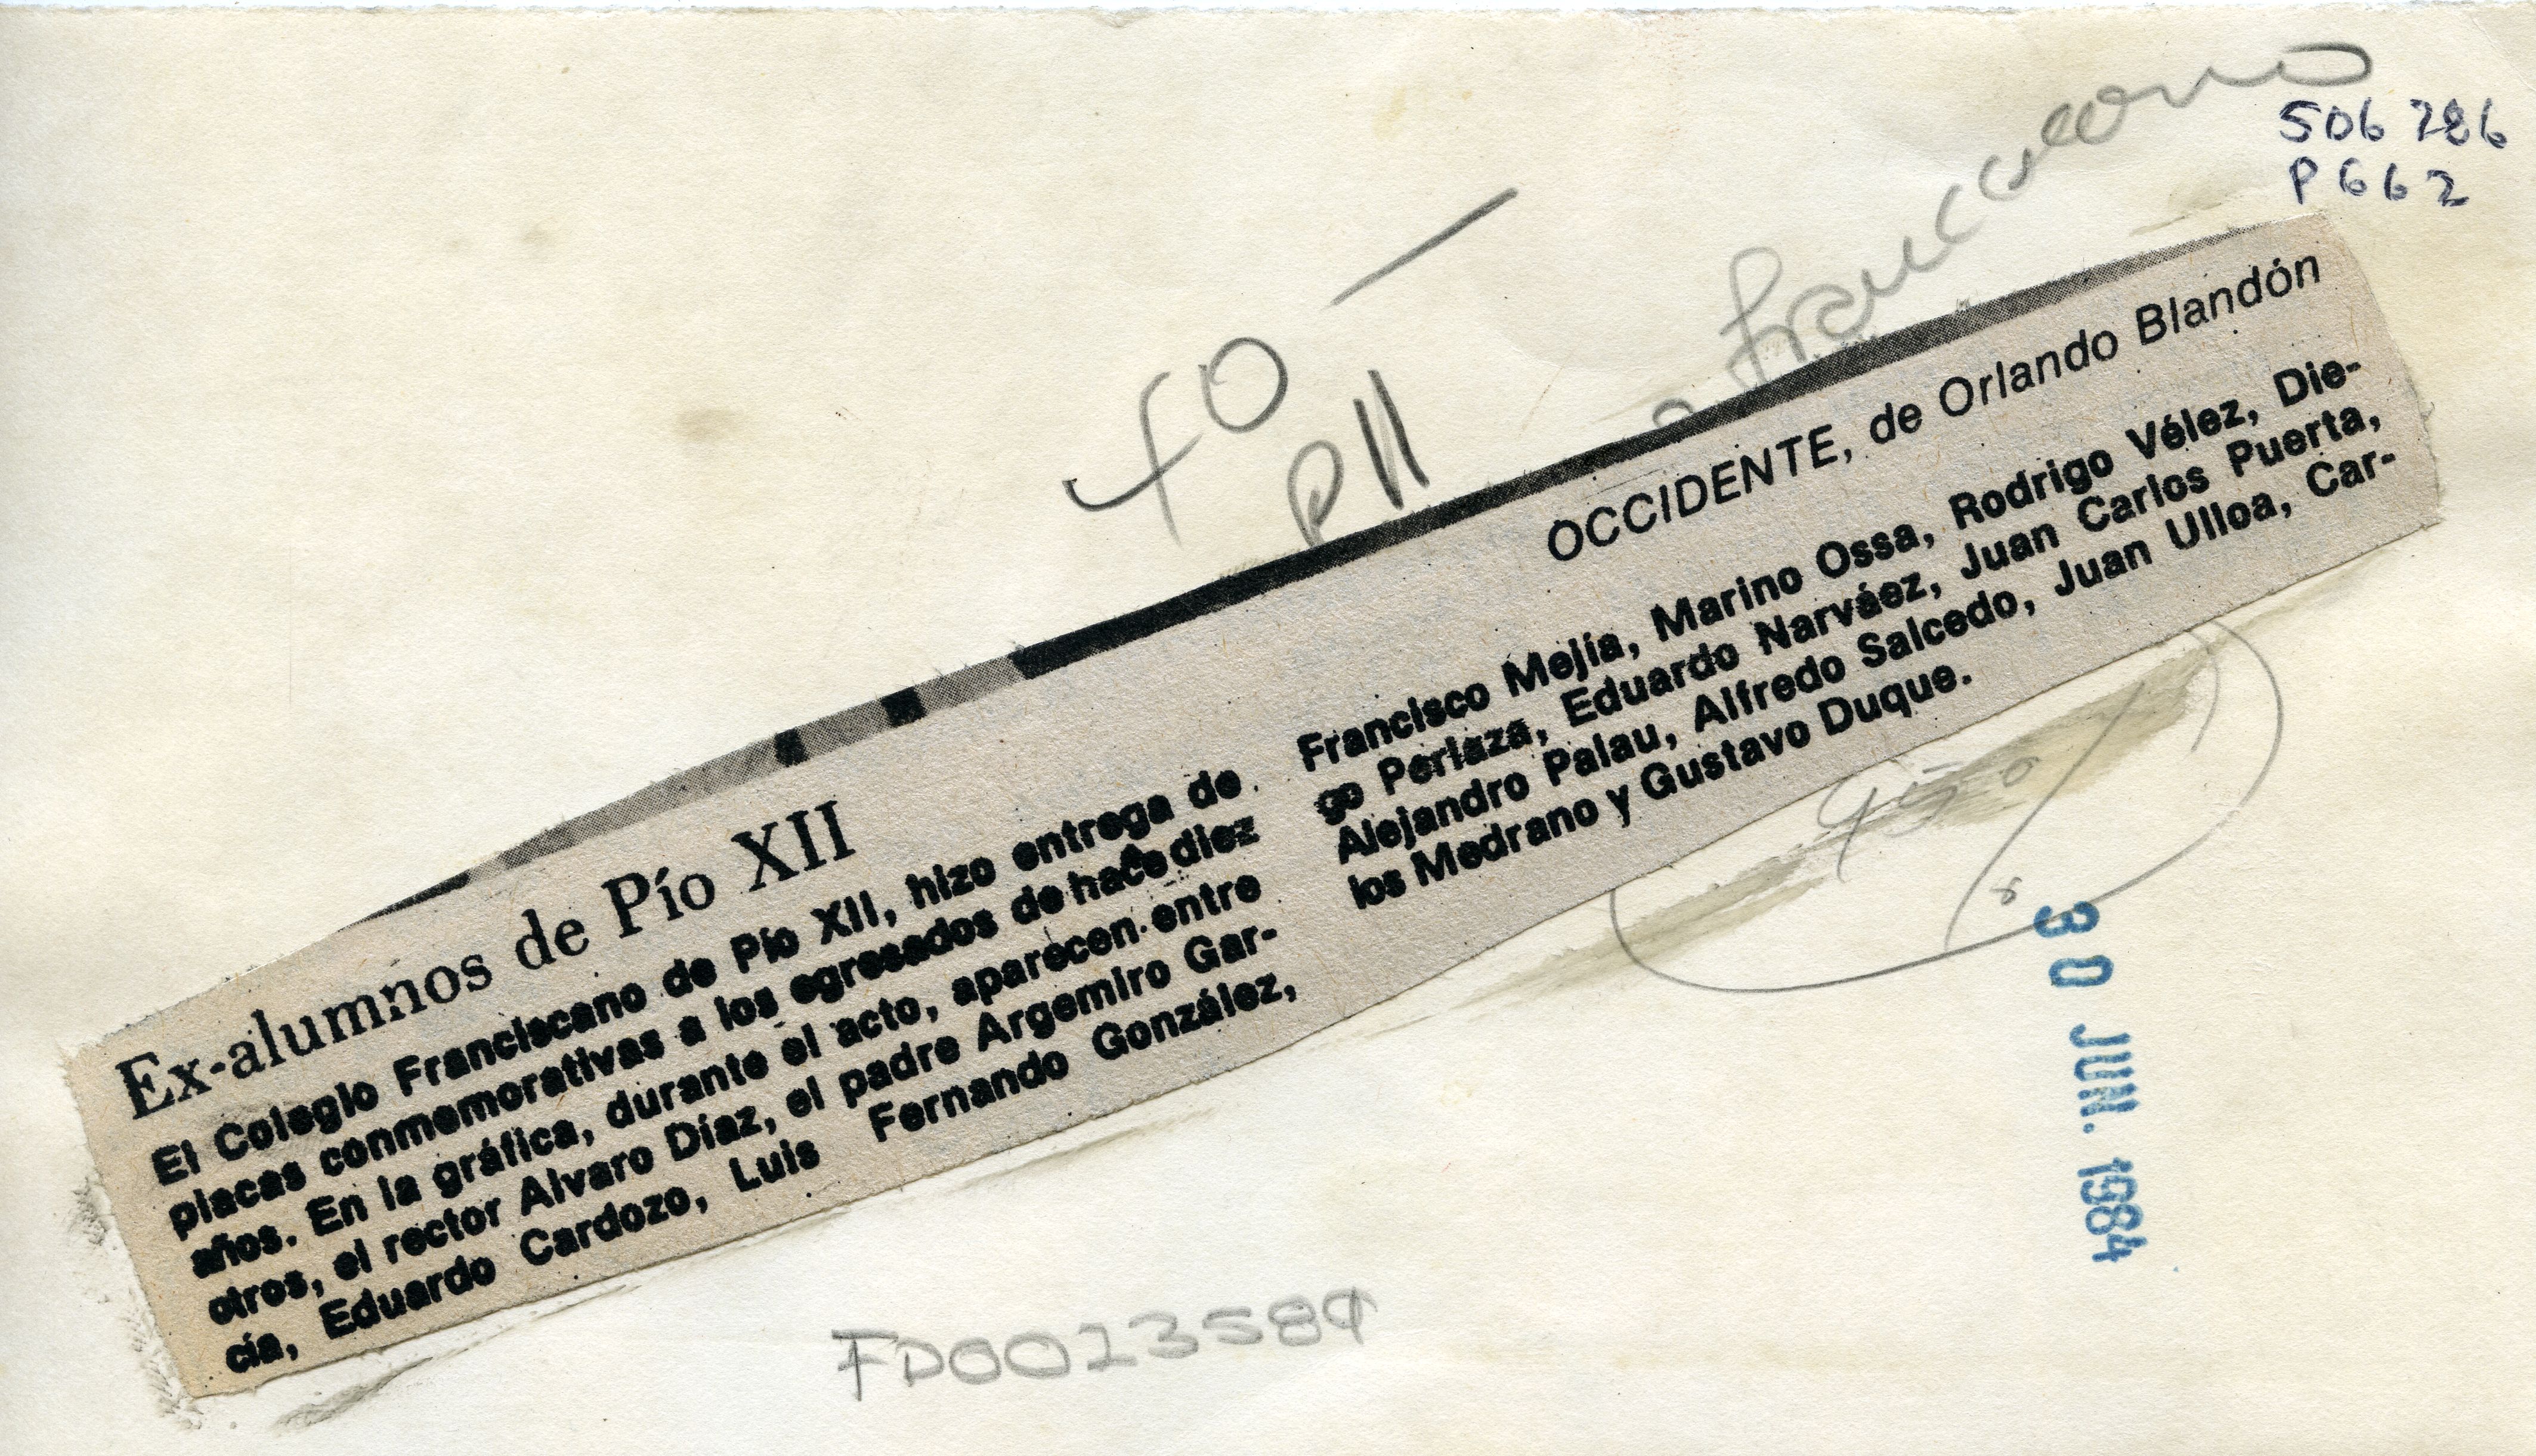 506286
P662
franciscano
40
P11
OCCIDENTE, de Orlando Blandón
Ex-alumnos de Pío XII
El Colegio Franciscano de Pío XII, hizo entrega de
placas conmemorativas a los egresados de hace diez
años. En la gráfica, durante el acto, aparecen entre
otros, el rector Alvaro Díaz, el padre Argemiro Gar-
cía, Eduardo Cardozo, Luis Fernando González,
Francisco Mejía, Marino Ossa, Rodrigo Vélez, Die-
go Perlaza, Eduardo Narváez, Juan Carlos Puerta,
Alejandro Palau, Alfredo Salcedo, Juan Ulloa, Car-
los Medrano y Gustavo Duque.
30 JUN. 1984